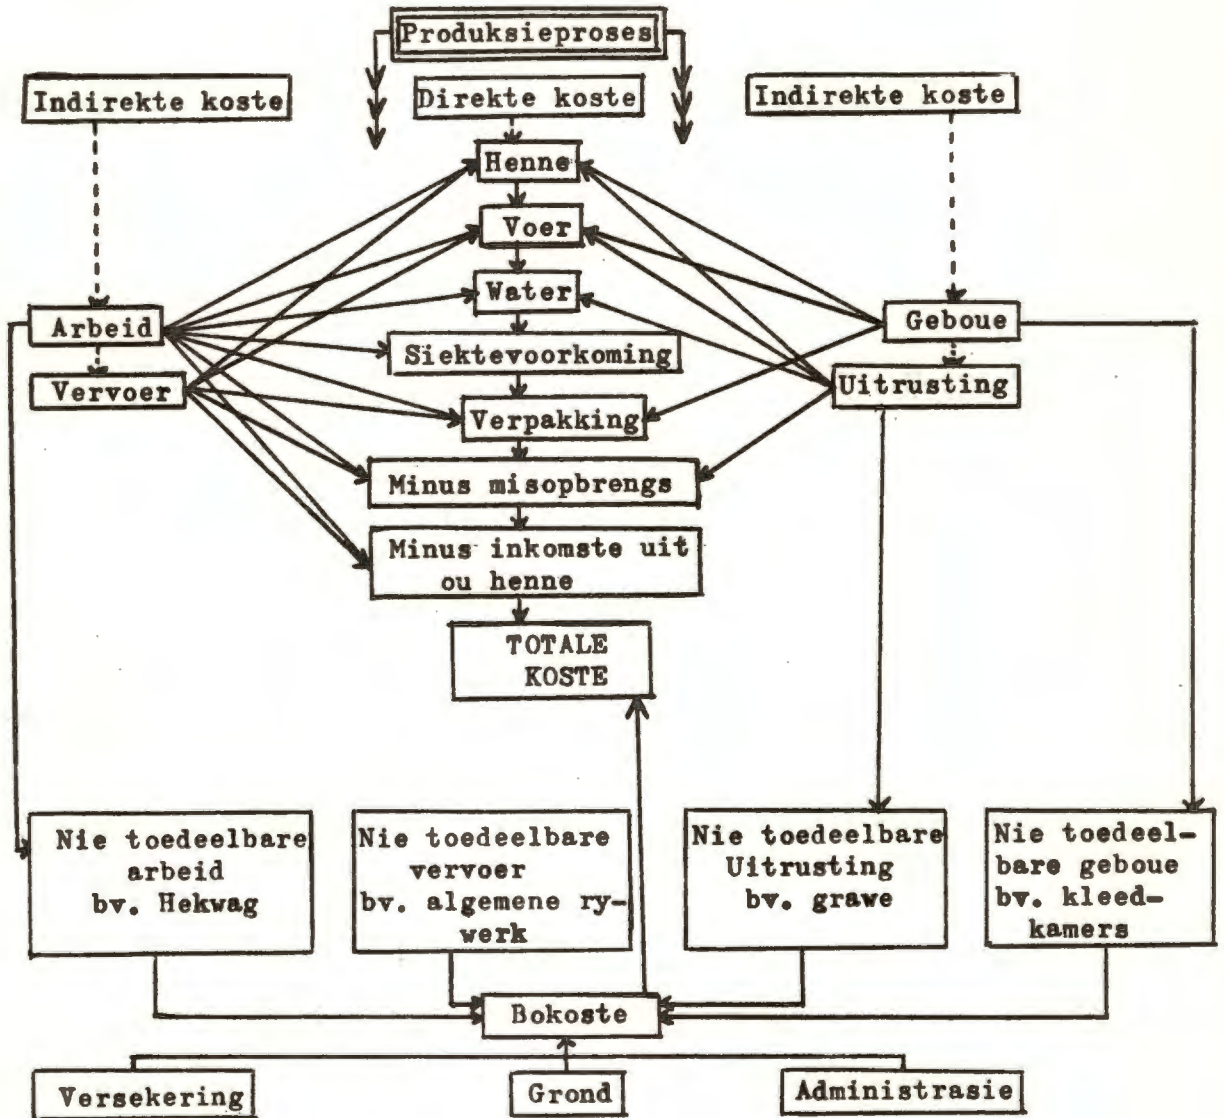 Produksieproses
Indirekte koste
Direkte koste
Indirekte koste
Henne
Voer
Water
Arbeid
Geboue
Siektevoorkoming
Vervoer
Uitrusting
Verpakking
Minus misopbrengs
Minus inkomste uit
ou henne
TOTALE
KOSTE
Nie toedeelbare
arbeid
bv. Hekwag
Nie toedeelbare
vervoer
bv. algemene ry-
werk
Nie toedeelbare
Uitrusting
bv. grawe
Nie toedeel-
bare geboue
bv. kleed-
kamers
Bokoste
Versekering
Grond
Administrasie